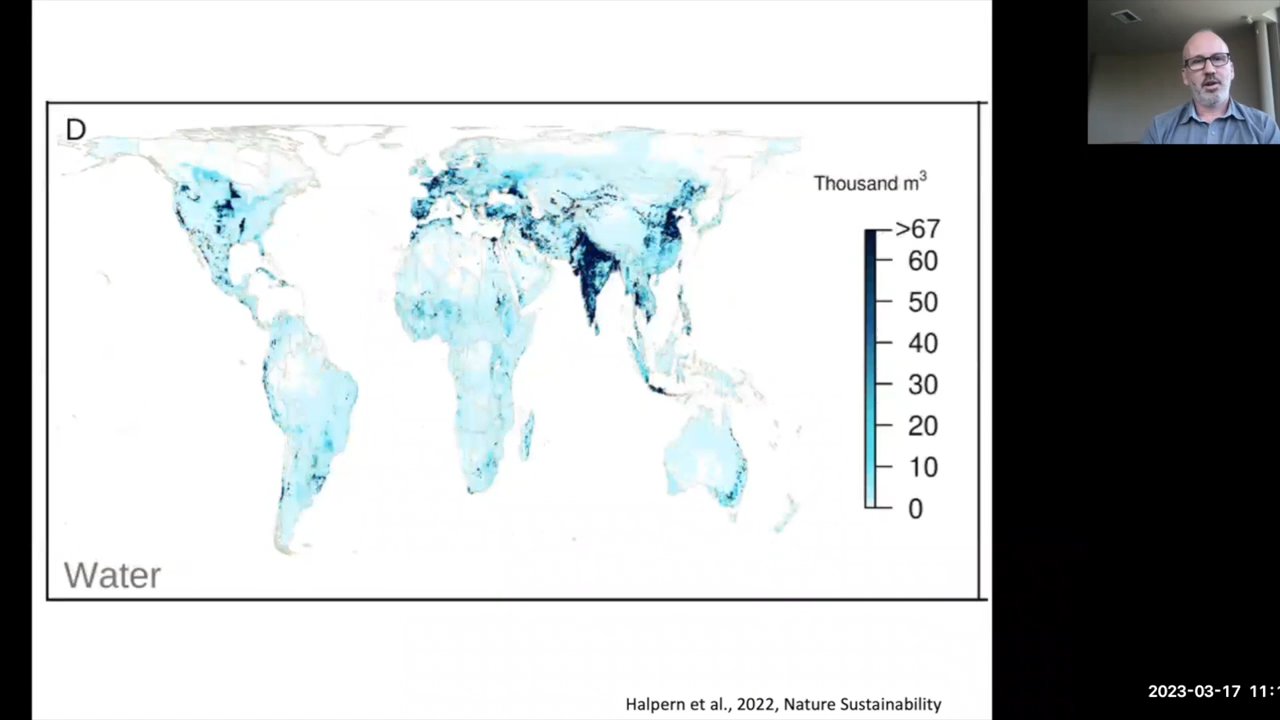 D
Thousand m³
>67
60
50
40
30
20
10
0
Water
Halpern et al., 2022, Nature Sustainability
2023-03-17 11: